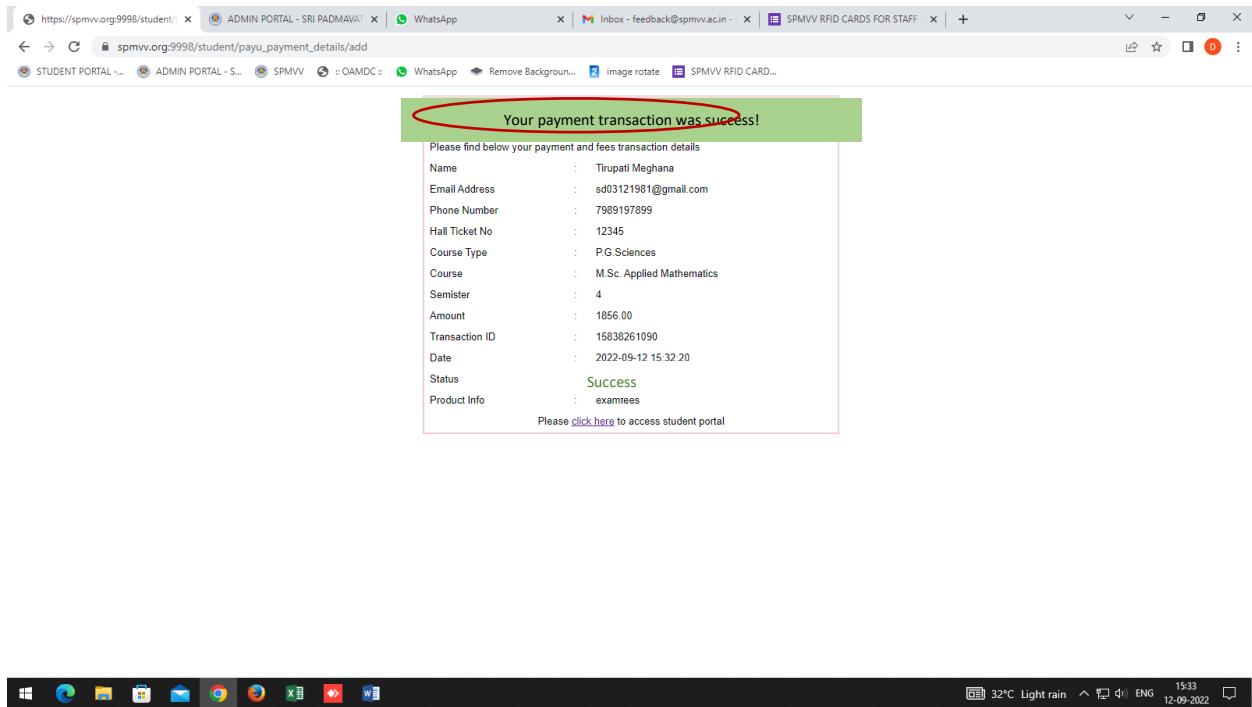 https://spmvv.org:9998/student/ ADMIN PORTAL - SRI PADMAVAT WhatsApp Inbox - feedback@spmvv.ac.in - SPMVV RFID CARDS FOR STAFF -
spmvv.org:9998/student/payu_payment_details/add
STUDENT PORTAL -... ADMIN PORTAL - S... SPMVV :: OAMDC :: WhatsApp Remove Backgroun... 2 image rotate SPMVV RFID CARD...
Your payment transaction was success!
Please find below your payment and fees transaction details
Name : Tirupati Meghana
Email Address : sd03121981@gmail.com
Phone Number : 7989197899
Hall Ticket No : 12345
Course Type : P.G.Sciences
Course : M.Sc. Applied Mathematics
Semister : 4
Amount : 1856.00
Transaction ID : 15838261090
Date : 2022-09-12 15:32:20
Status Success
Product Info : examfees
Please click here to access student portal
32°C Light rain ENG 15:33
12-09-2022